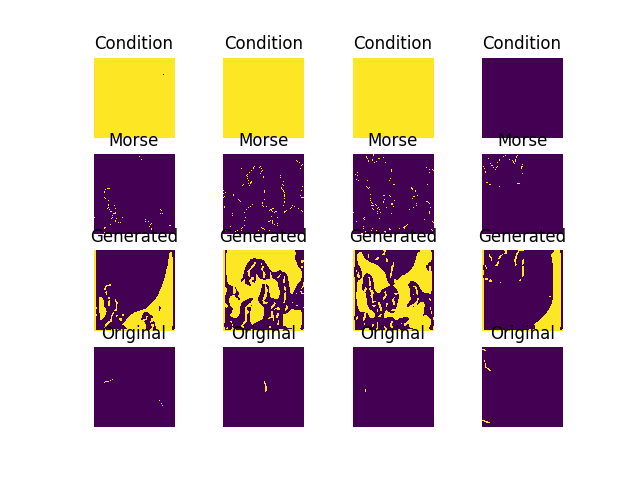 Condition Condition Condition Condition
Morse Morse Morse Morse
Generated Generated Generated Generated
Original Original Original Original